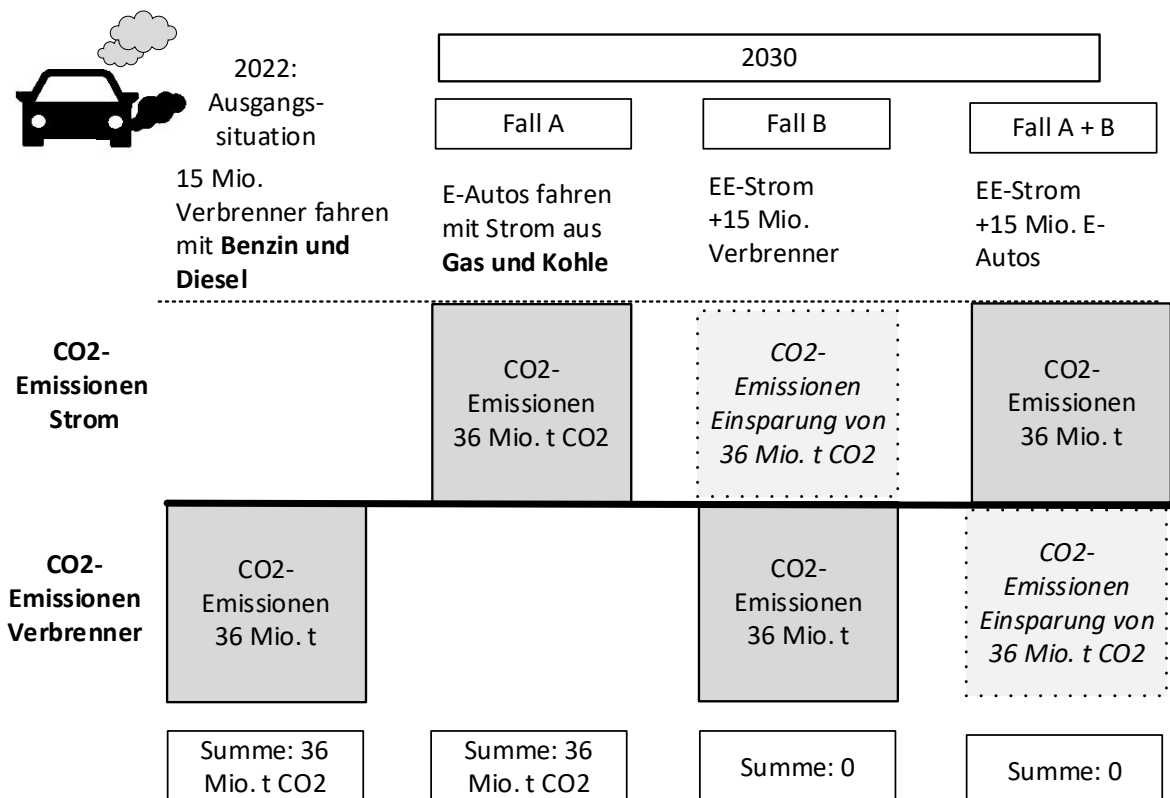 2022:
Ausgangs-
situation
15 Mio.
Verbrenner fahren
mit Benzin und
Diesel
2030
Fall A
Fall B
Fall A + B
E-Autos fahren
mit Strom aus
Gas und Kohle
EE-Strom
+15 Mio.
Verbrenner
EE-Strom
+15 Mio. E-
Autos
CO2-
Emissionen
Strom
CO2-
Emissionen
36 Mio. t CO2
CO2-
Emissionen
Einsparung von
36 Mio. t CO2
CO2-
Emissionen
36 Mio. t
CO2-
Emissionen
Verbrenner
CO2-
Emissionen
36 Mio. t
CO2-
Emissionen
36 Mio. t
CO2-
Emissionen
Einsparung von
36 Mio. t CO2
Summe: 36
Mio. t CO2
Summe: 36
Mio. t CO2
Summe: 0
Summe: 0